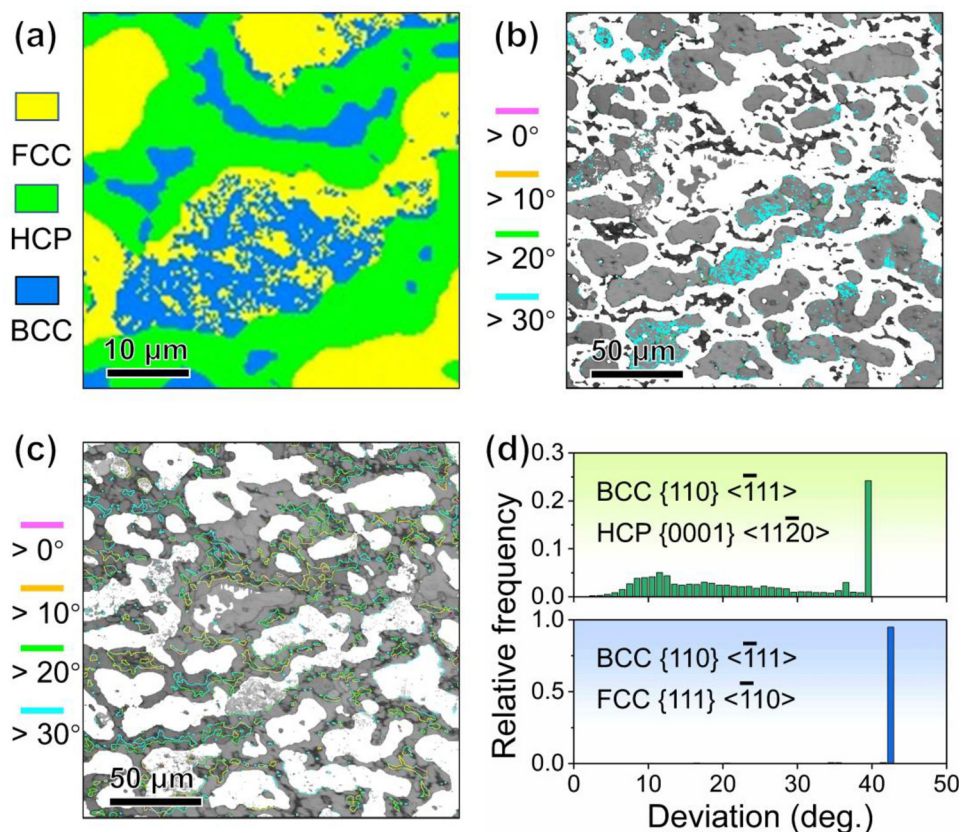 (a)
FCC
HCP
BCC
10 μm
(b)
> 0°
> 10°
> 20°
> 30°
50 μm
(c)
> 0°
> 10°
> 20°
> 30°
50 μm
(d)
0.3
0.2
0.1
0.0
BCC {110} <1̅11>
HCP {0001} <112̅0>
1.0
0.5
0.0
BCC {110} <1̅11>
FCC {111} <1̅10>
Relative frequency
0 10 20 30 40 50
Deviation (deg.)